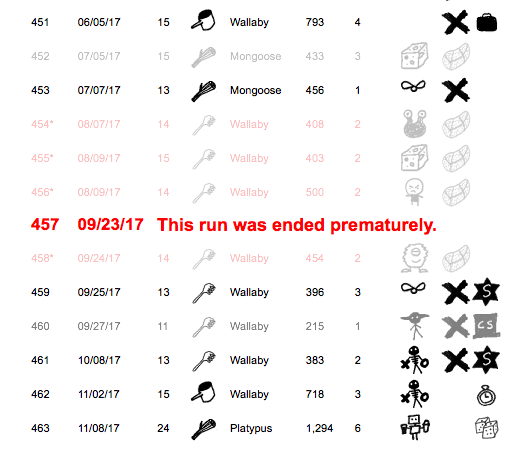 451 06/05/17 15 Wallaby 793 4
452 07/05/17 15 Mongoose 433 3
453 07/07/17 13 Mongoose 456 1
454* 08/07/17 14 Wallaby 408 2
455* 08/09/17 15 Wallaby 403 2
456* 08/09/17 14 Wallaby 500 2
457 09/23/17 This run was ended prematurely.
458* 09/24/17 14 Wallaby 454 2
459 09/25/17 13 Wallaby 396 3 S
460 09/27/17 11 Wallaby 215 1 CS
461 10/08/17 13 Wallaby 383 2 S
462 11/02/17 15 Wallaby 718 3
463 11/08/17 24 Platypus 1,294 6